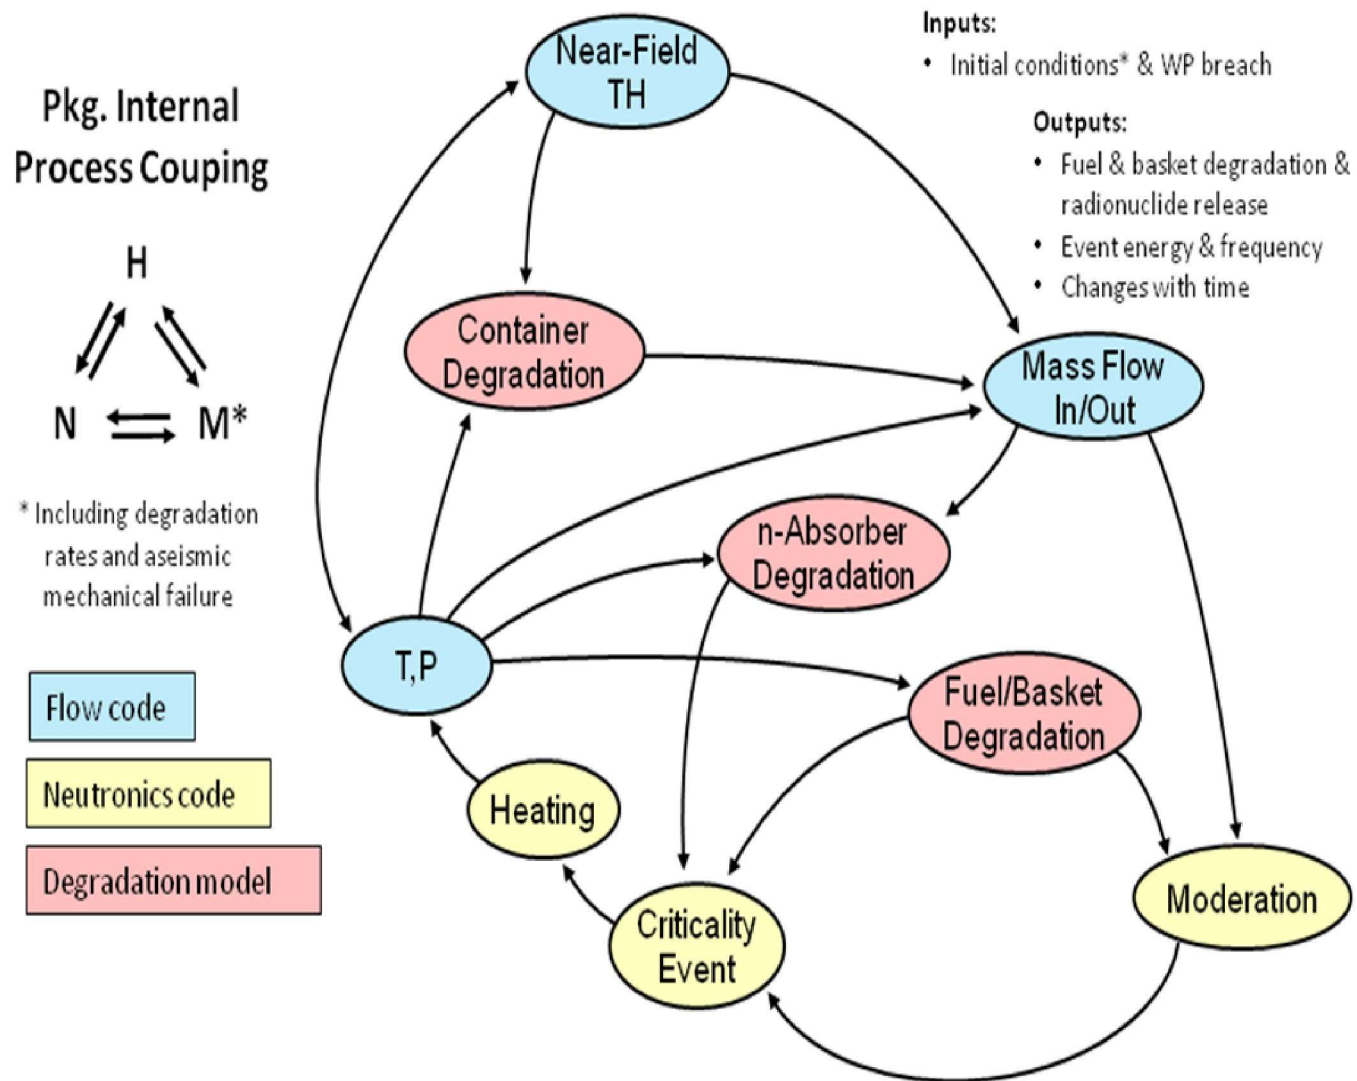 Pkg. Internal
Process Couping
H
N
M*
* Including degradation
rates and aseismic
mechanical failure
Flow code
Neutronics code
Degradation model
Near-Field
TH
Container
Degradation
Mass Flow
In/Out
n-Absorber
Degradation
T,P
Fuel/Basket
Degradation
Heating
Criticality
Event
Moderation
Inputs:
• Initial conditions* & WP breach
Outputs:
• Fuel & basket degradation &
radionuclide release
• Event energy & frequency
• Changes with time